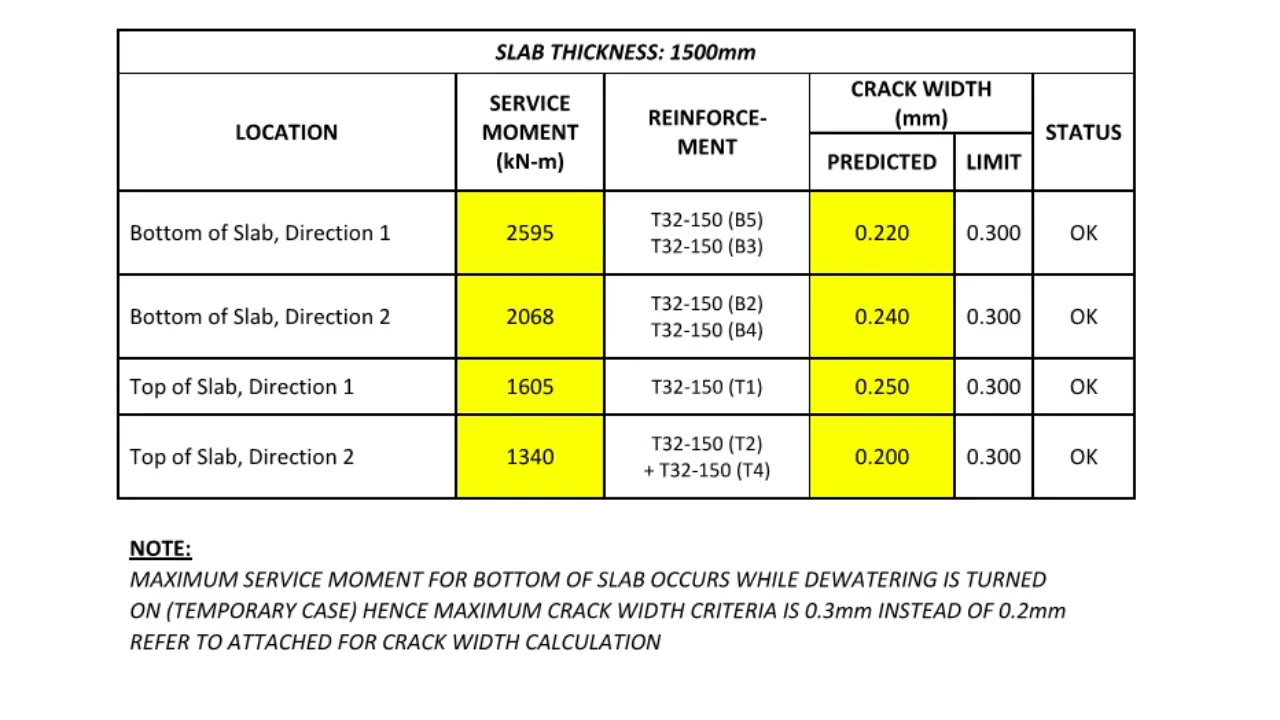 SLAB THICKNESS: 1500mm
LOCATION
SERVICE
MOMENT
(kN-m)
REINFORCE-
MENT
CRACK WIDTH
(mm)
PREDICTED
LIMIT
STATUS
Bottom of Slab, Direction 1
2595
T32-150 (B5)
T32-150 (B3)
0.220
0.300
OK
Bottom of Slab, Direction 2
2068
T32-150 (B2)
T32-150 (B4)
0.240
0.300
OK
Top of Slab, Direction 1
1605
T32-150 (T1)
0.250
0.300
OK
Top of Slab, Direction 2
1340
T32-150 (T2)
+ T32-150 (T4)
0.200
0.300
OK
NOTE:
MAXIMUM SERVICE MOMENT FOR BOTTOM OF SLAB OCCURS WHILE DEWATERING IS TURNED
ON (TEMPORARY CASE) HENCE MAXIMUM CRACK WIDTH CRITERIA IS 0.3mm INSTEAD OF 0.2mm
REFER TO ATTACHED FOR CRACK WIDTH CALCULATION